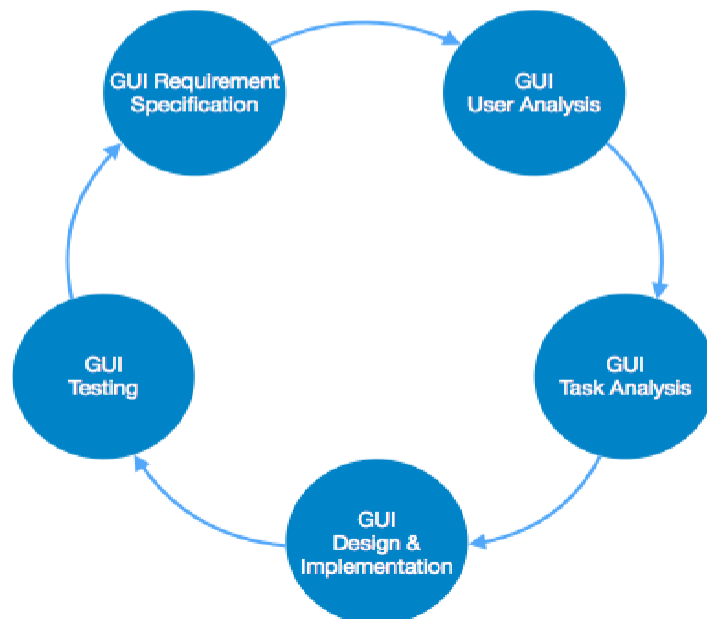 GUI Requirement
Specification
GUI
User Analysis
GUI
Task Analysis
GUI
Design &
Implementation
GUI
Testing